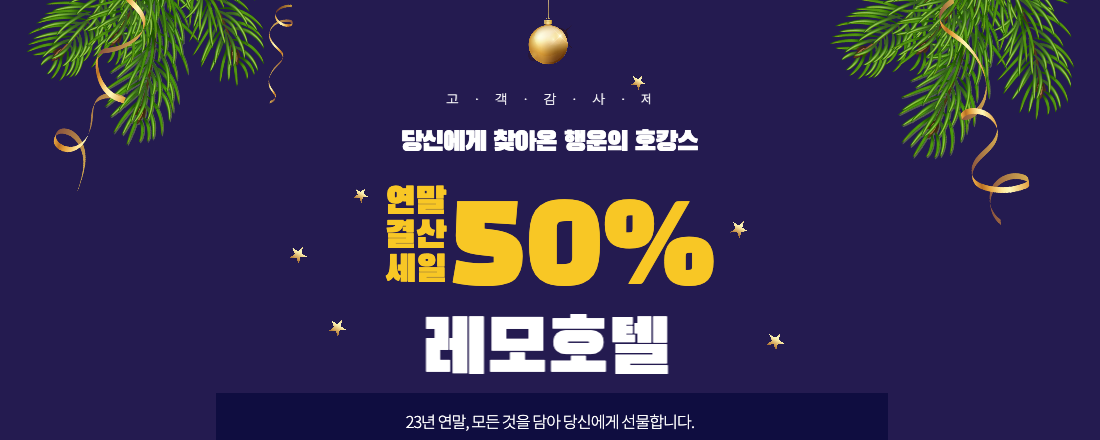 고 · 객 · 감 · 사 · 저
당신에게 찾아온 행운의 호캉스
연말
결산
세일
50%
레모호텔
23년 연말, 모든 것을 담아 당신에게 선물합니다.